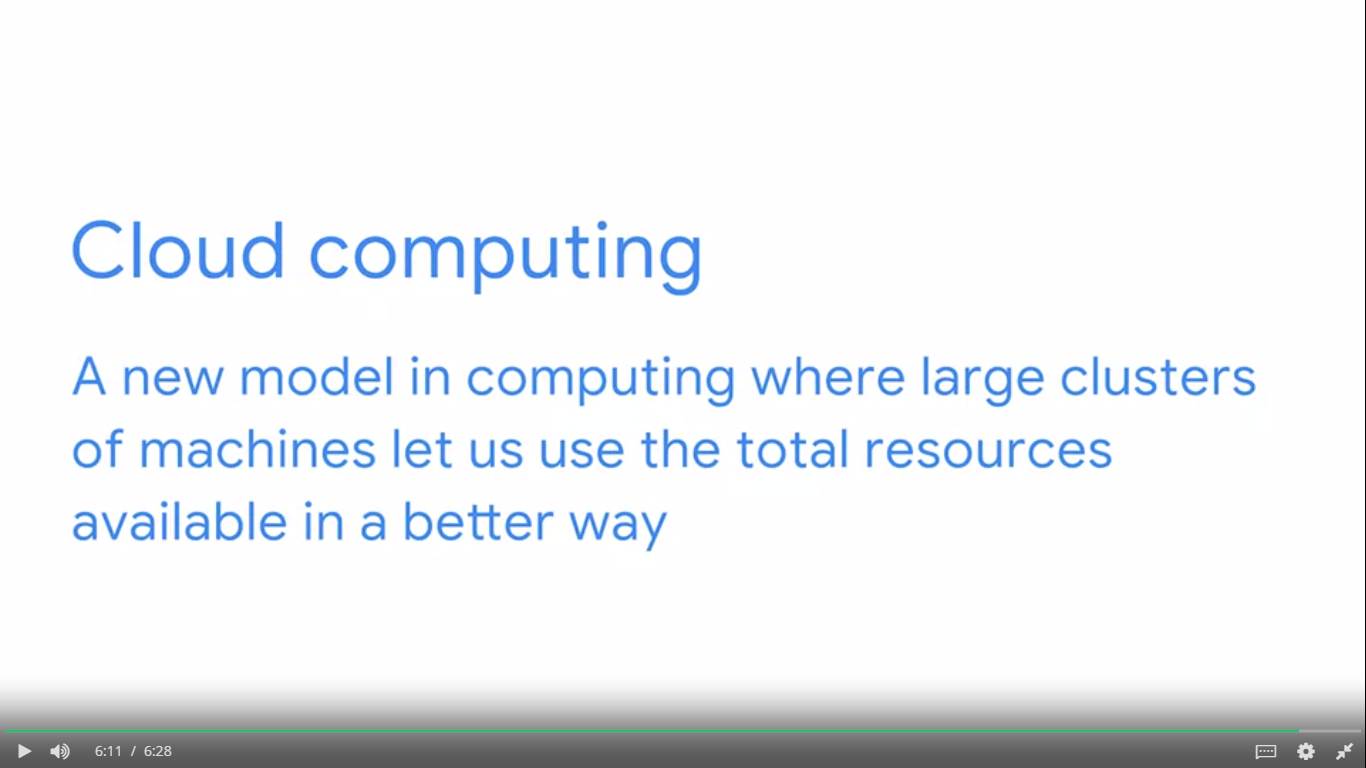 Cloud computing
A new model in computing where large clusters
of machines let us use the total resources
available in a better way
6:11 / 6:28